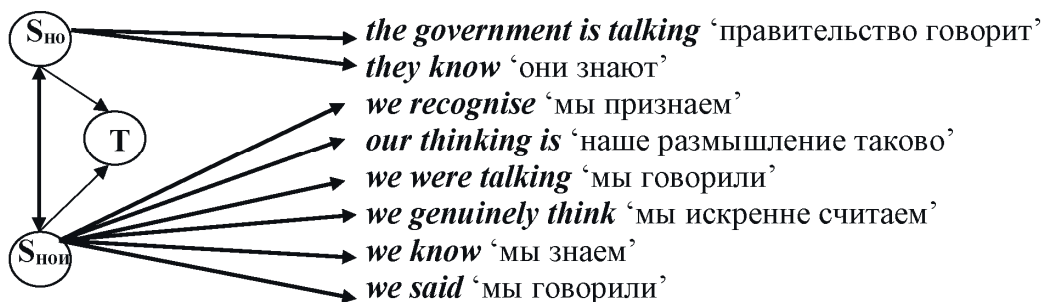 Sно
the government is talking ‘правительство говорит’
they know ‘они знают’
we recognise ‘мы признаем’
T
our thinking is ‘наше размышление таково’
we were talking ‘мы говорили’
we genuinely think ‘мы искренне считаем’
Sнои
we know ‘мы знаем’
we said ‘мы говорили’